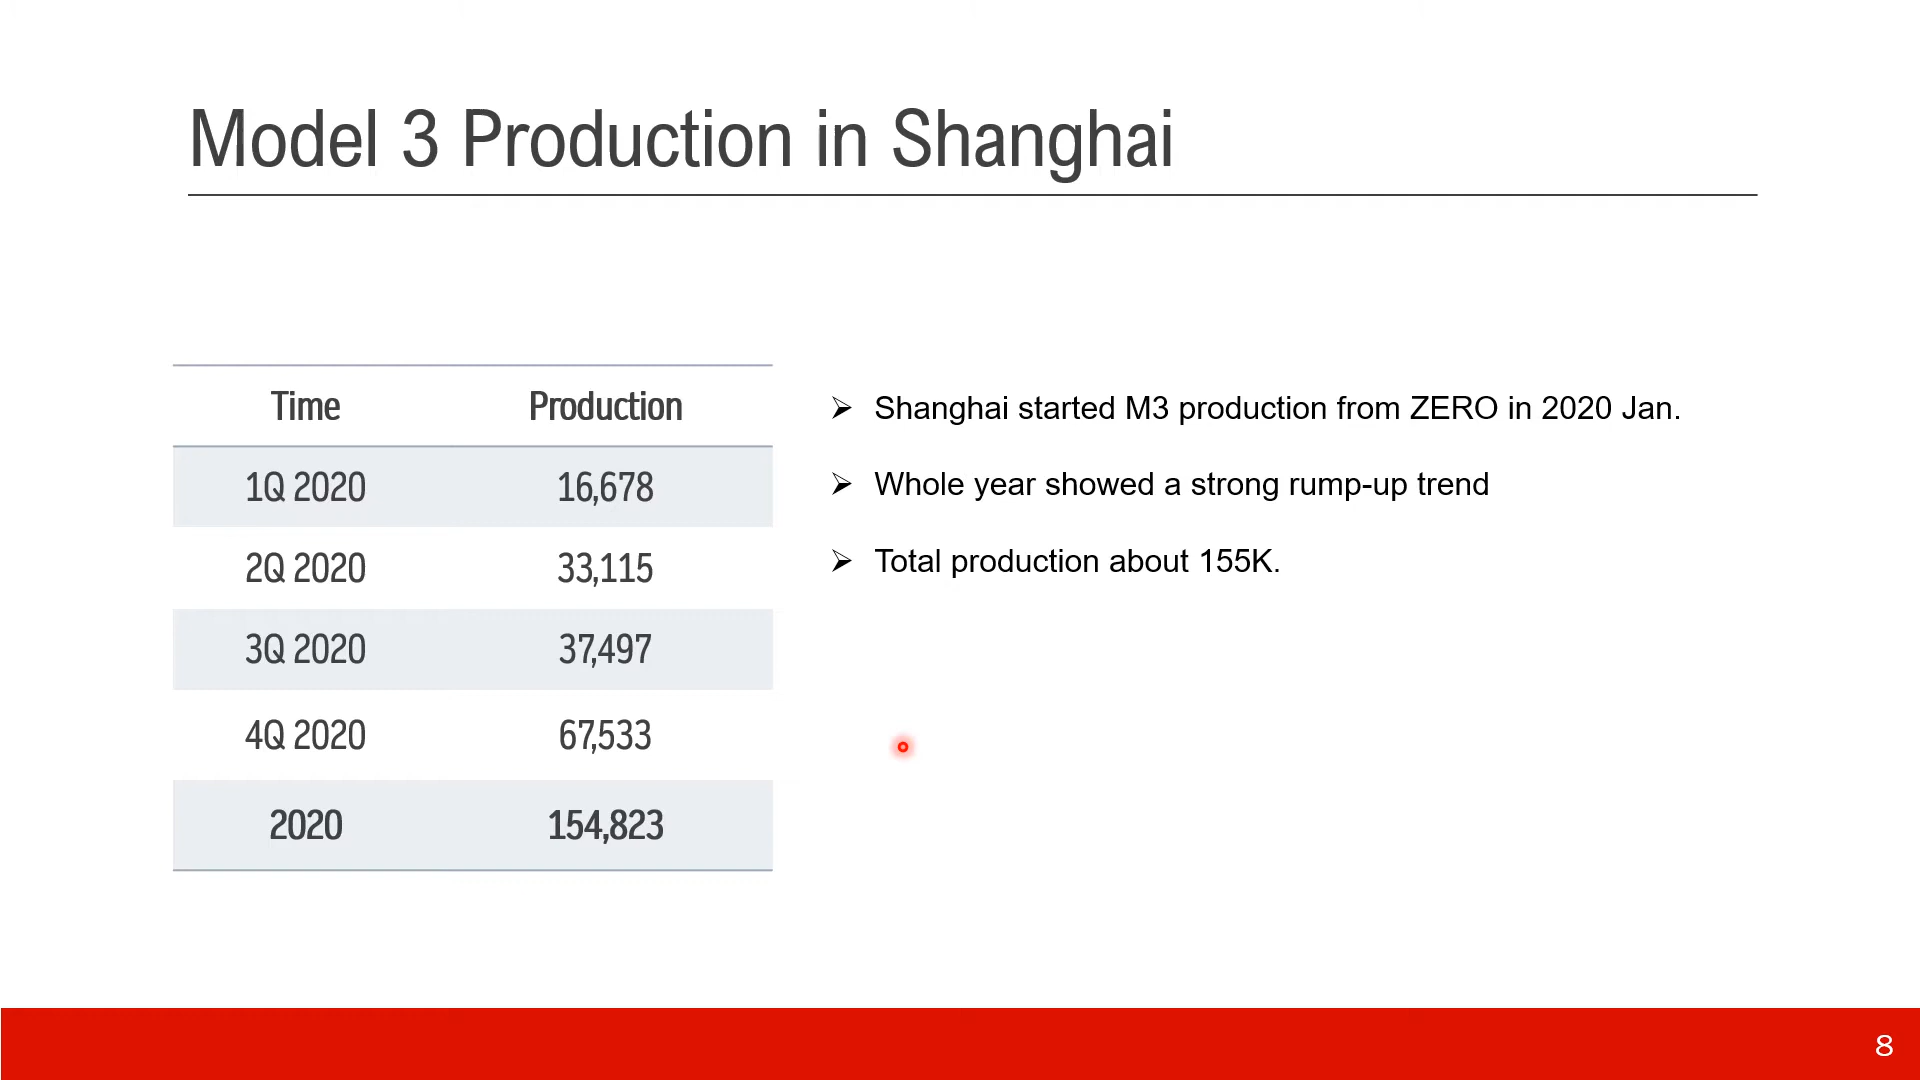 Model 3 Production in Shanghai
Time Production
1Q 2020 16,678
2Q 2020 33,115
3Q 2020 37,497
4Q 2020 67,533
2020 154,823
➢ Shanghai started M3 production from ZERO in 2020 Jan.
➢ Whole year showed a strong rump-up trend
➢ Total production about 155K.
8